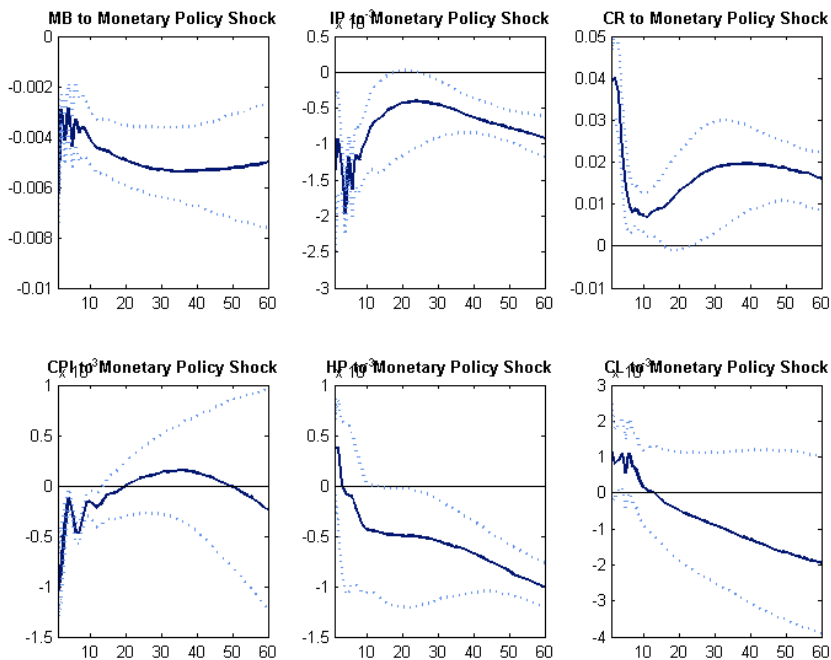 MB to Monetary Policy Shock
0
-0.002
-0.004
-0.006
-0.008
-0.01
10 20 30 40 50 60
IP to Monetary Policy Shock
x 10^-3
0.5
0
-0.5
-1
-1.5
-2
-2.5
-3
10 20 30 40 50 60
CR to Monetary Policy Shock
0.05
0.04
0.03
0.02
0.01
0
-0.01
10 20 30 40 50 60
CPI to Monetary Policy Shock
x 10^-3
1
0.5
0
-0.5
-1
-1.5
10 20 30 40 50 60
HP to Monetary Policy Shock
x 10^-3
1
0.5
0
-0.5
-1
-1.5
10 20 30 40 50 60
CL to Monetary Policy Shock
x 10^-3
3
2
1
0
-1
-2
-3
-4
10 20 30 40 50 60